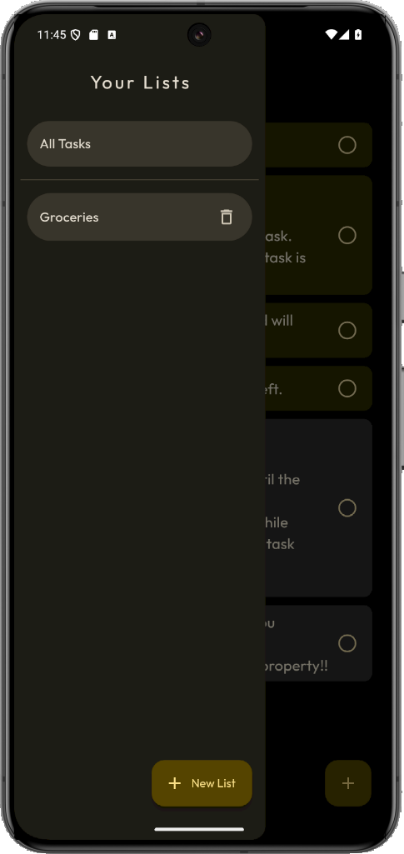 11:45
Your Lists
All Tasks
Groceries
ask.
task is
will
eft.
til the
hile
task
ou
property!!
+ New List
+